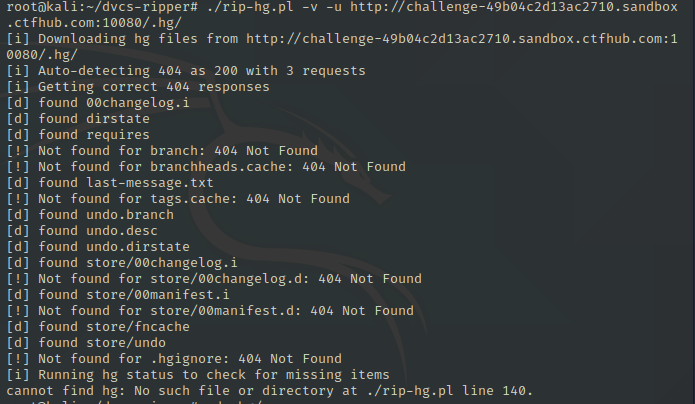 root@kali:~/dvcs-ripper# ./rip-hg.pl -v -u http://challenge-49b04c2d13ac2710.sandbox
.ctfhub.com:10080/.hg/
[i] Downloading hg files from http://challenge-49b04c2d13ac2710.sandbox.ctfhub.com:1
0080/.hg/
[i] Auto-detecting 404 as 200 with 3 requests
[i] Getting correct 404 responses
[d] found 00changelog.i
[d] found dirstate
[d] found requires
[!] Not found for branch: 404 Not Found
[!] Not found for branchheads.cache: 404 Not Found
[d] found last-message.txt
[!] Not found for tags.cache: 404 Not Found
[d] found undo.branch
[d] found undo.desc
[d] found undo.dirstate
[d] found store/00changelog.i
[!] Not found for store/00changelog.d: 404 Not Found
[d] found store/00manifest.i
[!] Not found for store/00manifest.d: 404 Not Found
[d] found store/fncache
[d] found store/undo
[!] Not found for .hgignore: 404 Not Found
[i] Running hg status to check for missing items
cannot find hg: No such file or directory at ./rip-hg.pl line 140.